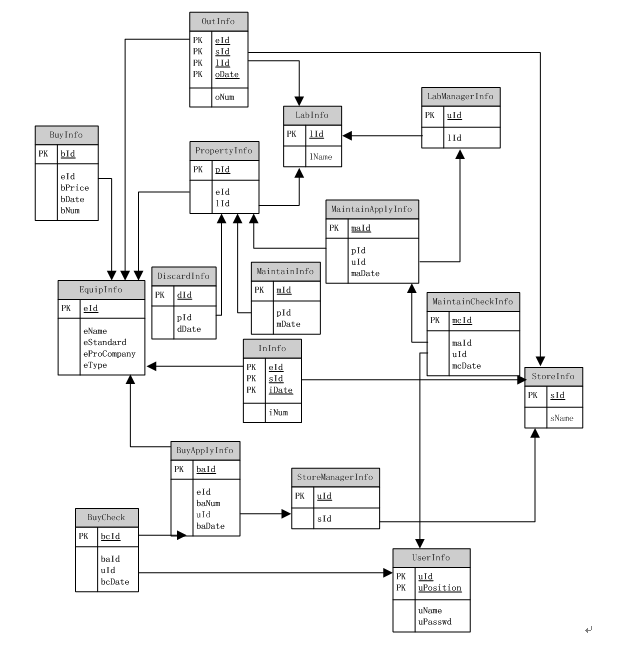 OutInfo
PK eId
PK sId
PK lId
PK oDate
oNum
LabManagerInfo
PK uId
lId
LabInfo
PK lId
lName
BuyInfo
PK bId
eId
bPrice
bDate
bNum
PropertyInfo
PK pId
eId
lId
MaintainApplyInfo
PK maId
pId
uId
maDate
DiscardInfo
PK dId
pId
dDate
MaintainInfo
PK mId
pId
mDate
EquipInfo
PK eId
eName
eStandard
eProCompany
eType
MaintainCheckInfo
PK mcId
maId
uId
mcDate
InInfo
PK eId
PK sId
PK iDate
iNum
StoreInfo
PK sId
sName
BuyApplyInfo
PK baId
eId
baNum
uId
baDate
StoreManagerInfo
PK uId
sId
BuyCheck
PK bcId
baId
uId
bcDate
UserInfo
PK uId
PK uPosition
uName
uPasswd